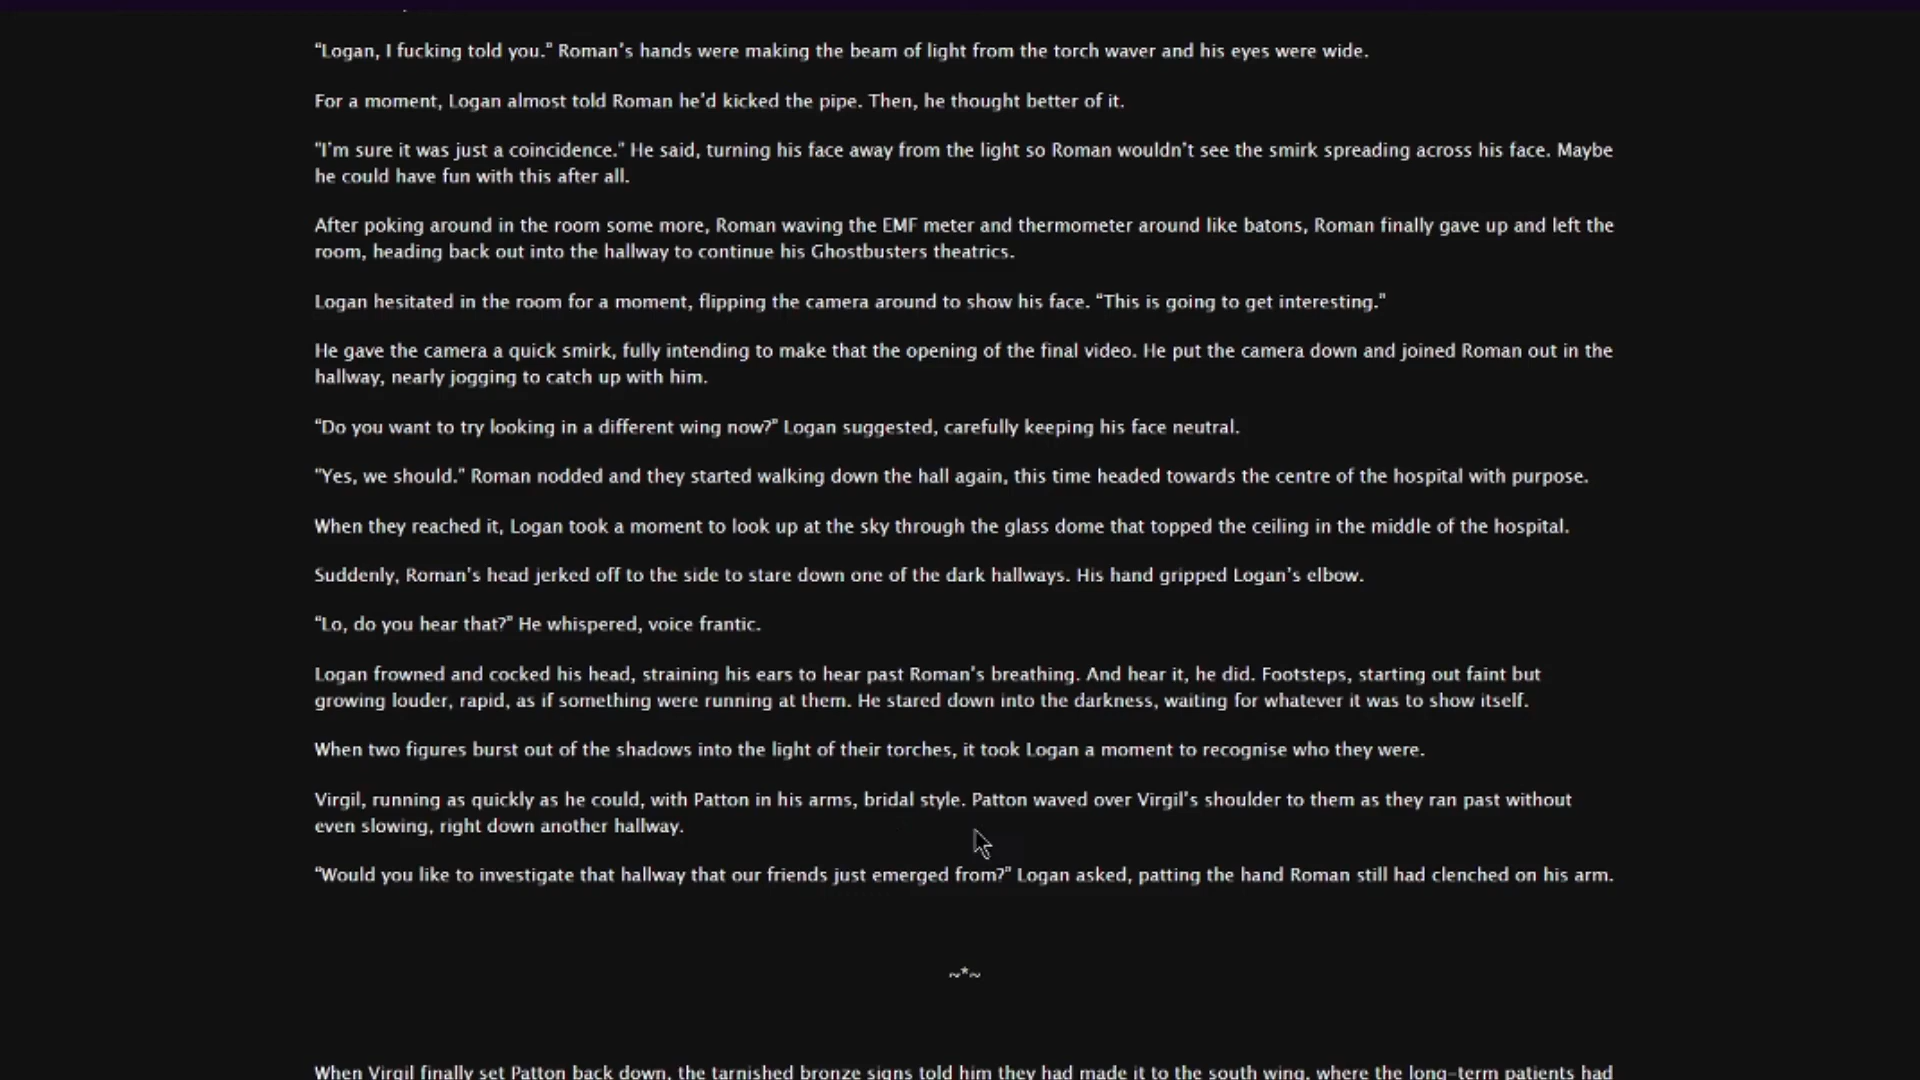 “Logan, I fucking told you.” Roman’s hands were making the beam of light from the torch waver and his eyes were wide.
For a moment, Logan almost told Roman he’d kicked the pipe. Then, he thought better of it.
“I’m sure it was just a coincidence.” He said, turning his face away from the light so Roman wouldn’t see the smirk spreading across his face. Maybe
he could have fun with this after all.
After poking around in the room some more, Roman waving the EMF meter and thermometer around like batons, Roman finally gave up and left the
room, heading back out into the hallway to continue his Ghostbusters theatrics.
Logan hesitated in the room for a moment, flipping the camera around to show his face. “This is going to get interesting.”
He gave the camera a quick smirk, fully intending to make that the opening of the final video. He put the camera down and joined Roman out in the
hallway, nearly jogging to catch up with him.
“Do you want to try looking in a different wing now?” Logan suggested, carefully keeping his face neutral.
“Yes, we should.” Roman nodded and they started walking down the hall again, this time headed towards the centre of the hospital with purpose.
When they reached it, Logan took a moment to look up at the sky through the glass dome that topped the ceiling in the middle of the hospital.
Suddenly, Roman’s head jerked off to the side to stare down one of the dark hallways. His hand gripped Logan’s elbow.
“Lo, do you hear that?” He whispered, voice frantic.
Logan frowned and cocked his head, straining his ears to hear past Roman’s breathing. And hear it, he did. Footsteps, starting out faint but
growing louder, rapid, as if something were running at them. He stared down into the darkness, waiting for whatever it was to show itself.
When two figures burst out of the shadows into the light of their torches, it took Logan a moment to recognise who they were.
Virgil, running as quickly as he could, with Patton in his arms, bridal style. Patton waved over Virgil’s shoulder to them as they ran past without
even slowing, right down another hallway.
“Would you like to investigate that hallway that our friends just emerged from?” Logan asked, patting the hand Roman still had clenched on his arm.
~*~
When Virgil finally set Patton back down, the tarnished bronze signs told him they had made it to the south wing, where the long-term patients had